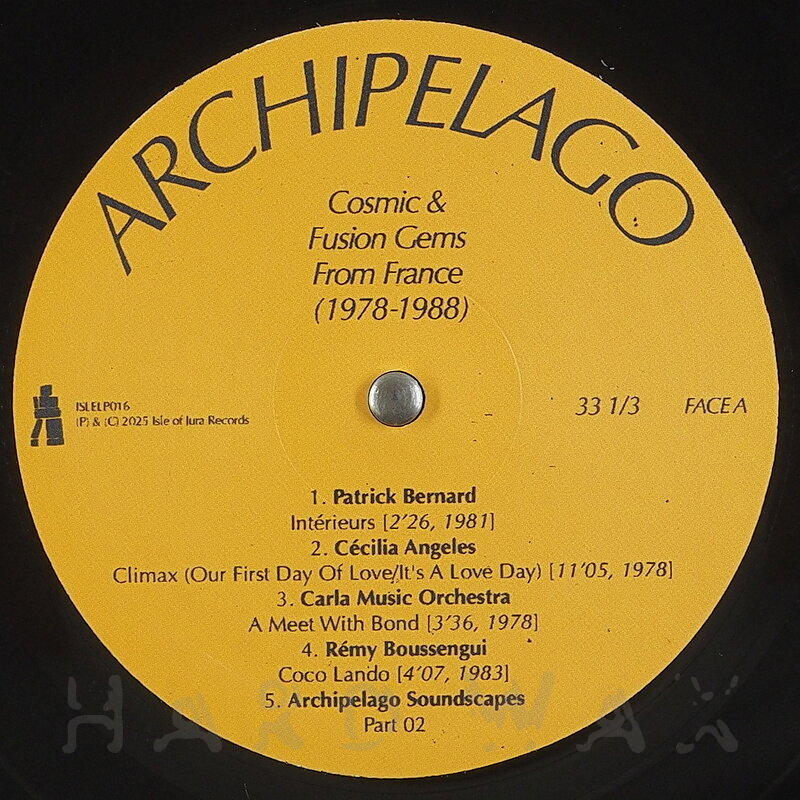 ARCHIPELAGO
Cosmic &
Fusion Gems
From France
(1978-1988)
ISLELP016
(P) & (C) 2025 Isle of Jura Records
33 1/3 FACE A
1. Patrick Bernard
Intérieurs [2'26, 1981]
2. Cécilia Angeles
Climax (Our First Day Of Love/It's A Love Day) [11'05, 1978]
3. Carla Music Orchestra
A Meet With Bond [3'36, 1978]
4. Rémy Boussengui
Coco Lando [4'07, 1983]
5. Archipelago Soundscapes
Part 02
HARD WAX